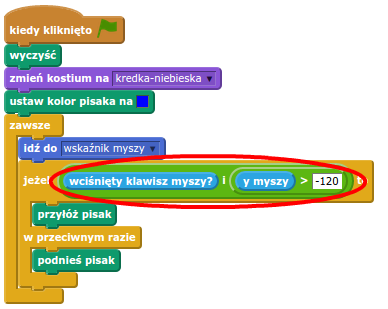 kiedy kliknięto
wyczyść
zmień kostium na kredka-niebieska
ustaw kolor pisaka na
zawsze
idź do wskaźnik myszy
jeżeli wciśnięty klawisz myszy? i y myszy > -120 to
przyłóż pisak
w przeciwnym razie
podnieś pisak